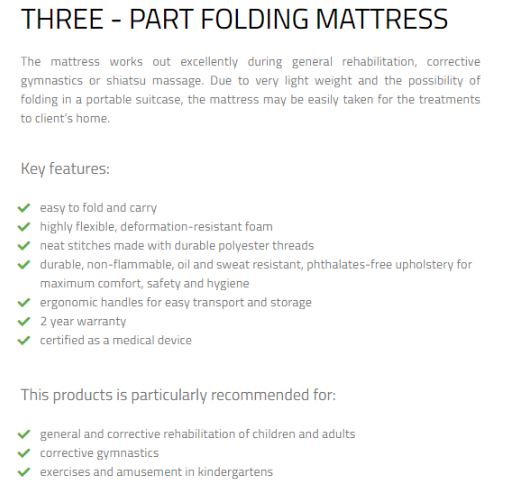 THREE - PART FOLDING MATTRESS
The mattress works out excellently during general rehabilitation, corrective
gymnastics or shiatsu massage. Due to very light weight and the possibility of
folding in a portable suitcase, the mattress may be easily taken for the treatments
to client's home.
Key features:
easy to fold and carry
highly flexible, deformation-resistant foam
neat stitches made with durable polyester threads
durable, non-flammable, oil and sweat resistant, phthalates-free upholstery for
maximum comfort, safety and hygiene
ergonomic handles for easy transport and storage
2 year warranty
certified as a medical device
This products is particularly recommended for:
general and corrective rehabilitation of children and adults
corrective gymnastics
exercises and amusement in kindergartens